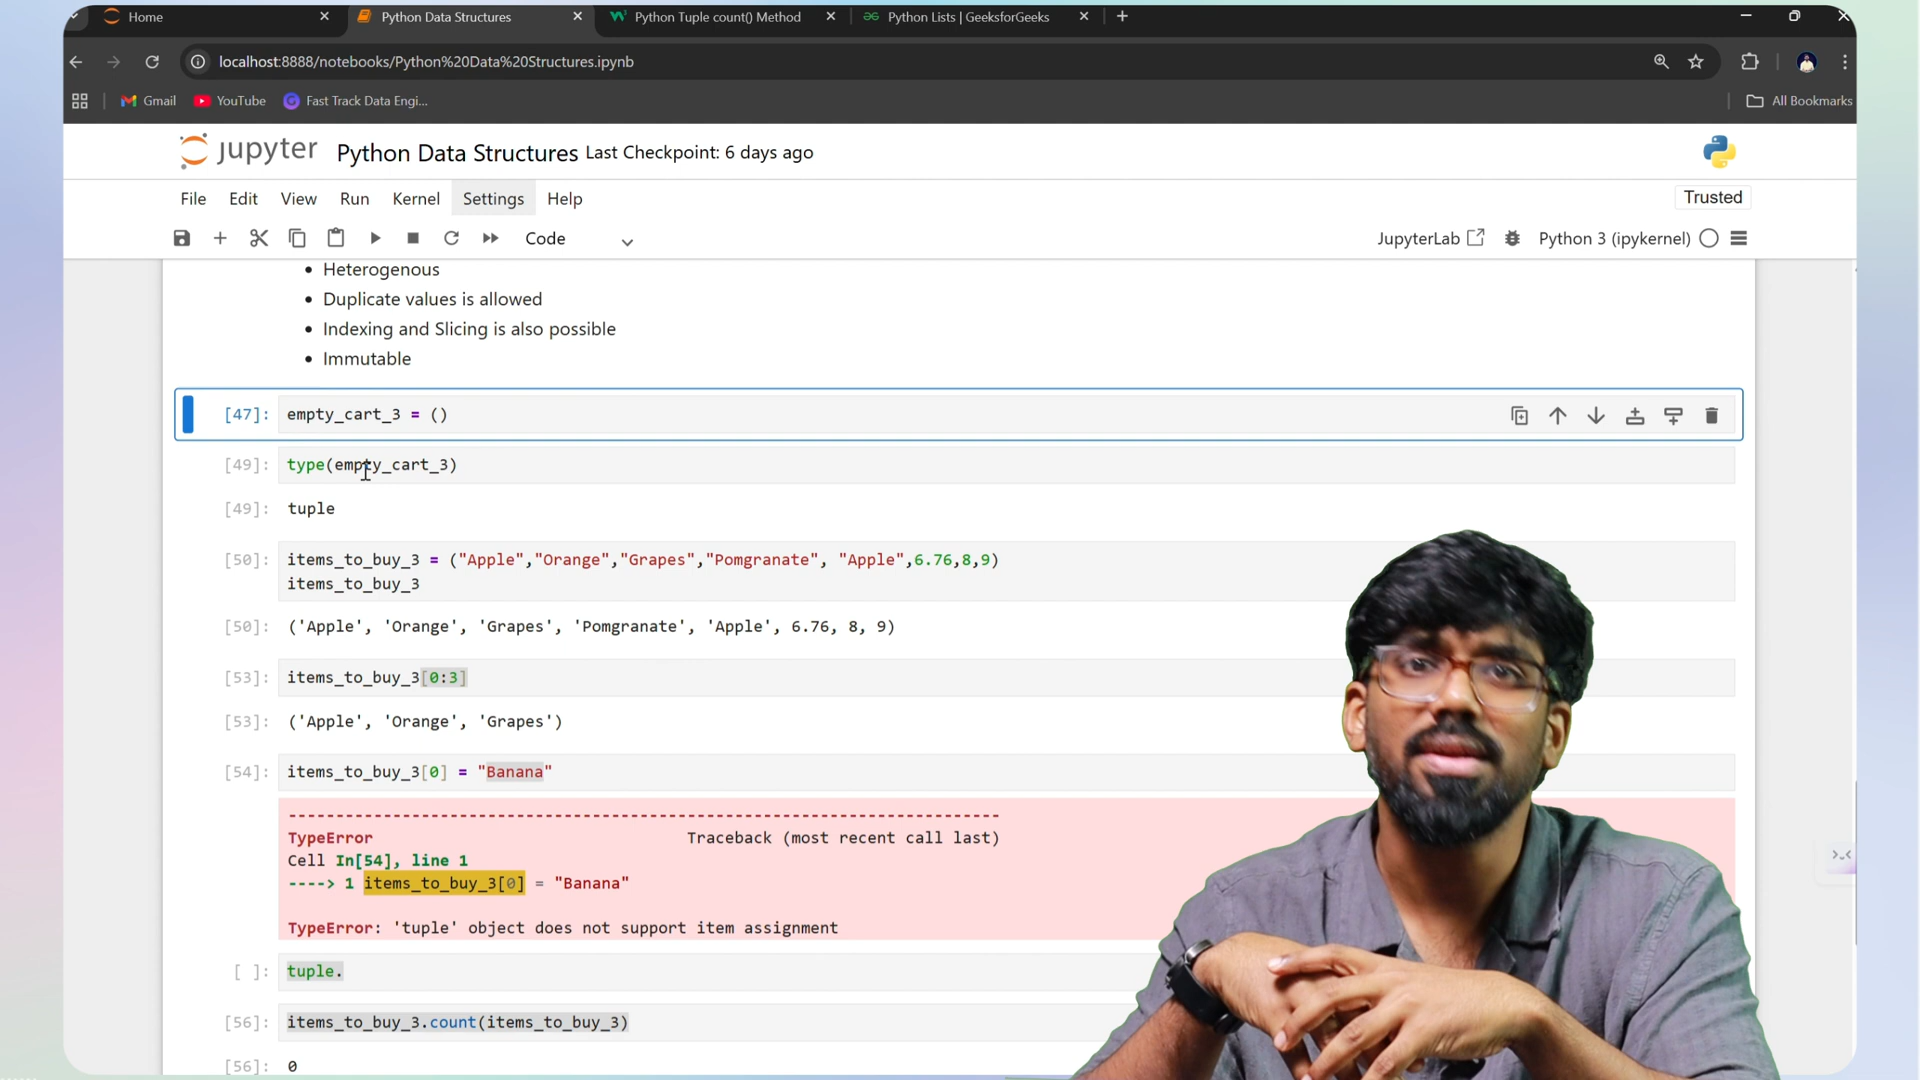 Home
Python Data Structures
Python Tuple count() Method
Python Lists | GeeksforGeeks
localhost:8888/notebooks/Python%20Data%20Structures.ipynb
Gmail YouTube Fast Track Data Engi... All Bookmarks
jupyter Python Data Structures Last Checkpoint: 6 days ago
File Edit View Run Kernel Settings Help Trusted
Code JupyterLab Python 3 (ipykernel)
• Heterogenous
• Duplicate values is allowed
• Indexing and Slicing is also possible
• Immutable
[47]: empty_cart_3 = ()
[49]: type(empty_cart_3)
[49]: tuple
[50]: items_to_buy_3 = ("Apple","Orange","Grapes","Pomgranate", "Apple",6.76,8,9)
items_to_buy_3
[50]: ('Apple', 'Orange', 'Grapes', 'Pomgranate', 'Apple', 6.76, 8, 9)
[53]: items_to_buy_3[0:3]
[53]: ('Apple', 'Orange', 'Grapes')
[54]: items_to_buy_3[0] = "Banana"
---------------------------------------------------------------------------
TypeError Traceback (most recent call last)
Cell In[54], line 1
----> 1 items_to_buy_3[0] = "Banana"
TypeError: 'tuple' object does not support item assignment
[ ]: tuple.
[56]: items_to_buy_3.count(items_to_buy_3)
[56]: 0